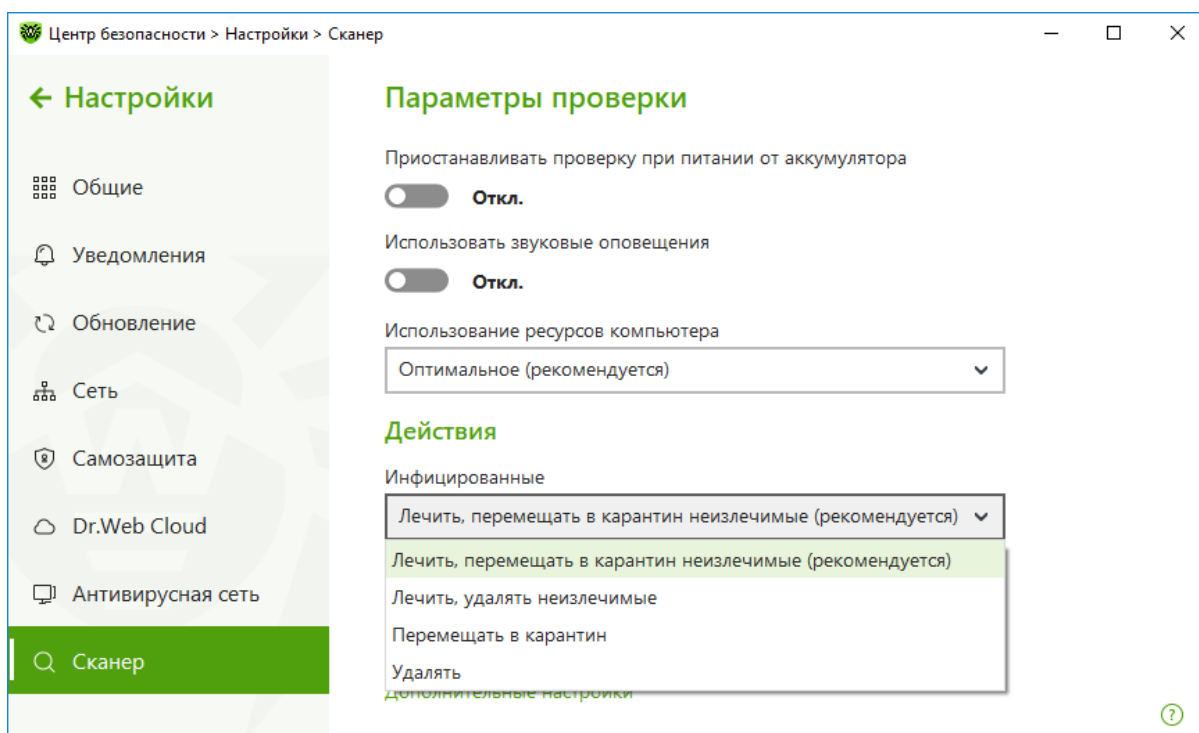 Центр безопасности > Настройки > Сканер
Настройки
Общие
Уведомления
Обновление
Сеть
Самозащита
Dr.Web Cloud
Антивирусная сеть
Сканер
Параметры проверки
Приостанавливать проверку при питании от аккумулятора
Откл.
Использовать звуковые оповещения
Откл.
Использование ресурсов компьютера
Оптимальное (рекомендуется)
Действия
Инфицированные
Лечить, перемещать в карантин неизлечимые (рекомендуется)
Лечить, перемещать в карантин неизлечимые (рекомендуется)
Лечить, удалять неизлечимые
Перемещать в карантин
Удалять
Дополнительные настройки
?